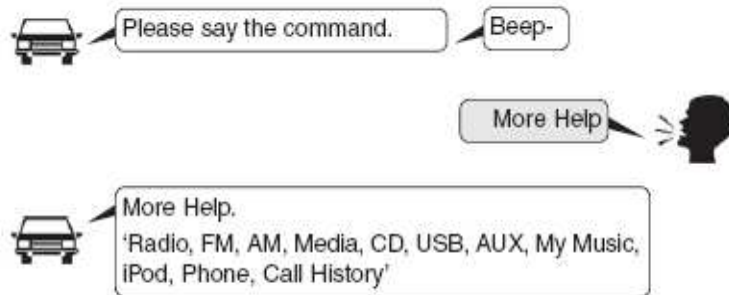 Please say the command.
Beep-
More Help
More Help.
‘Radio, FM, AM, Media, CD, USB, AUX, My Music,
iPod, Phone, Call History’